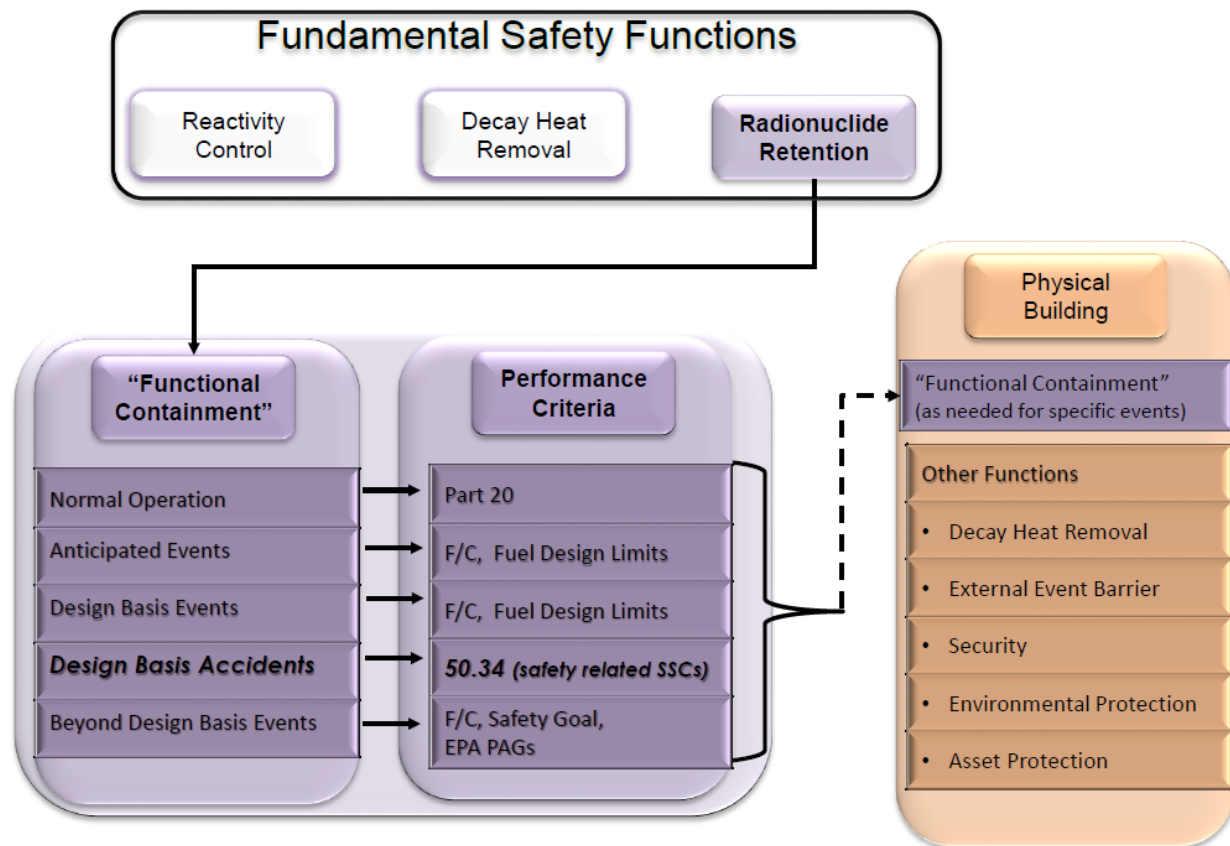 Fundamental Safety Functions
Reactivity
Control
Decay Heat
Removal
Radionuclide
Retention
“Functional
Containment”
Normal Operation
Anticipated Events
Design Basis Events
Design Basis Accidents
Beyond Design Basis Events
Performance
Criteria
Part 20
F/C, Fuel Design Limits
F/C, Fuel Design Limits
50.34 (safety related SSCs)
F/C, Safety Goal,
EPA PAGs
Physical
Building
“Functional Containment”
(as needed for specific events)
Other Functions
• Decay Heat Removal
• External Event Barrier
• Security
• Environmental Protection
• Asset Protection